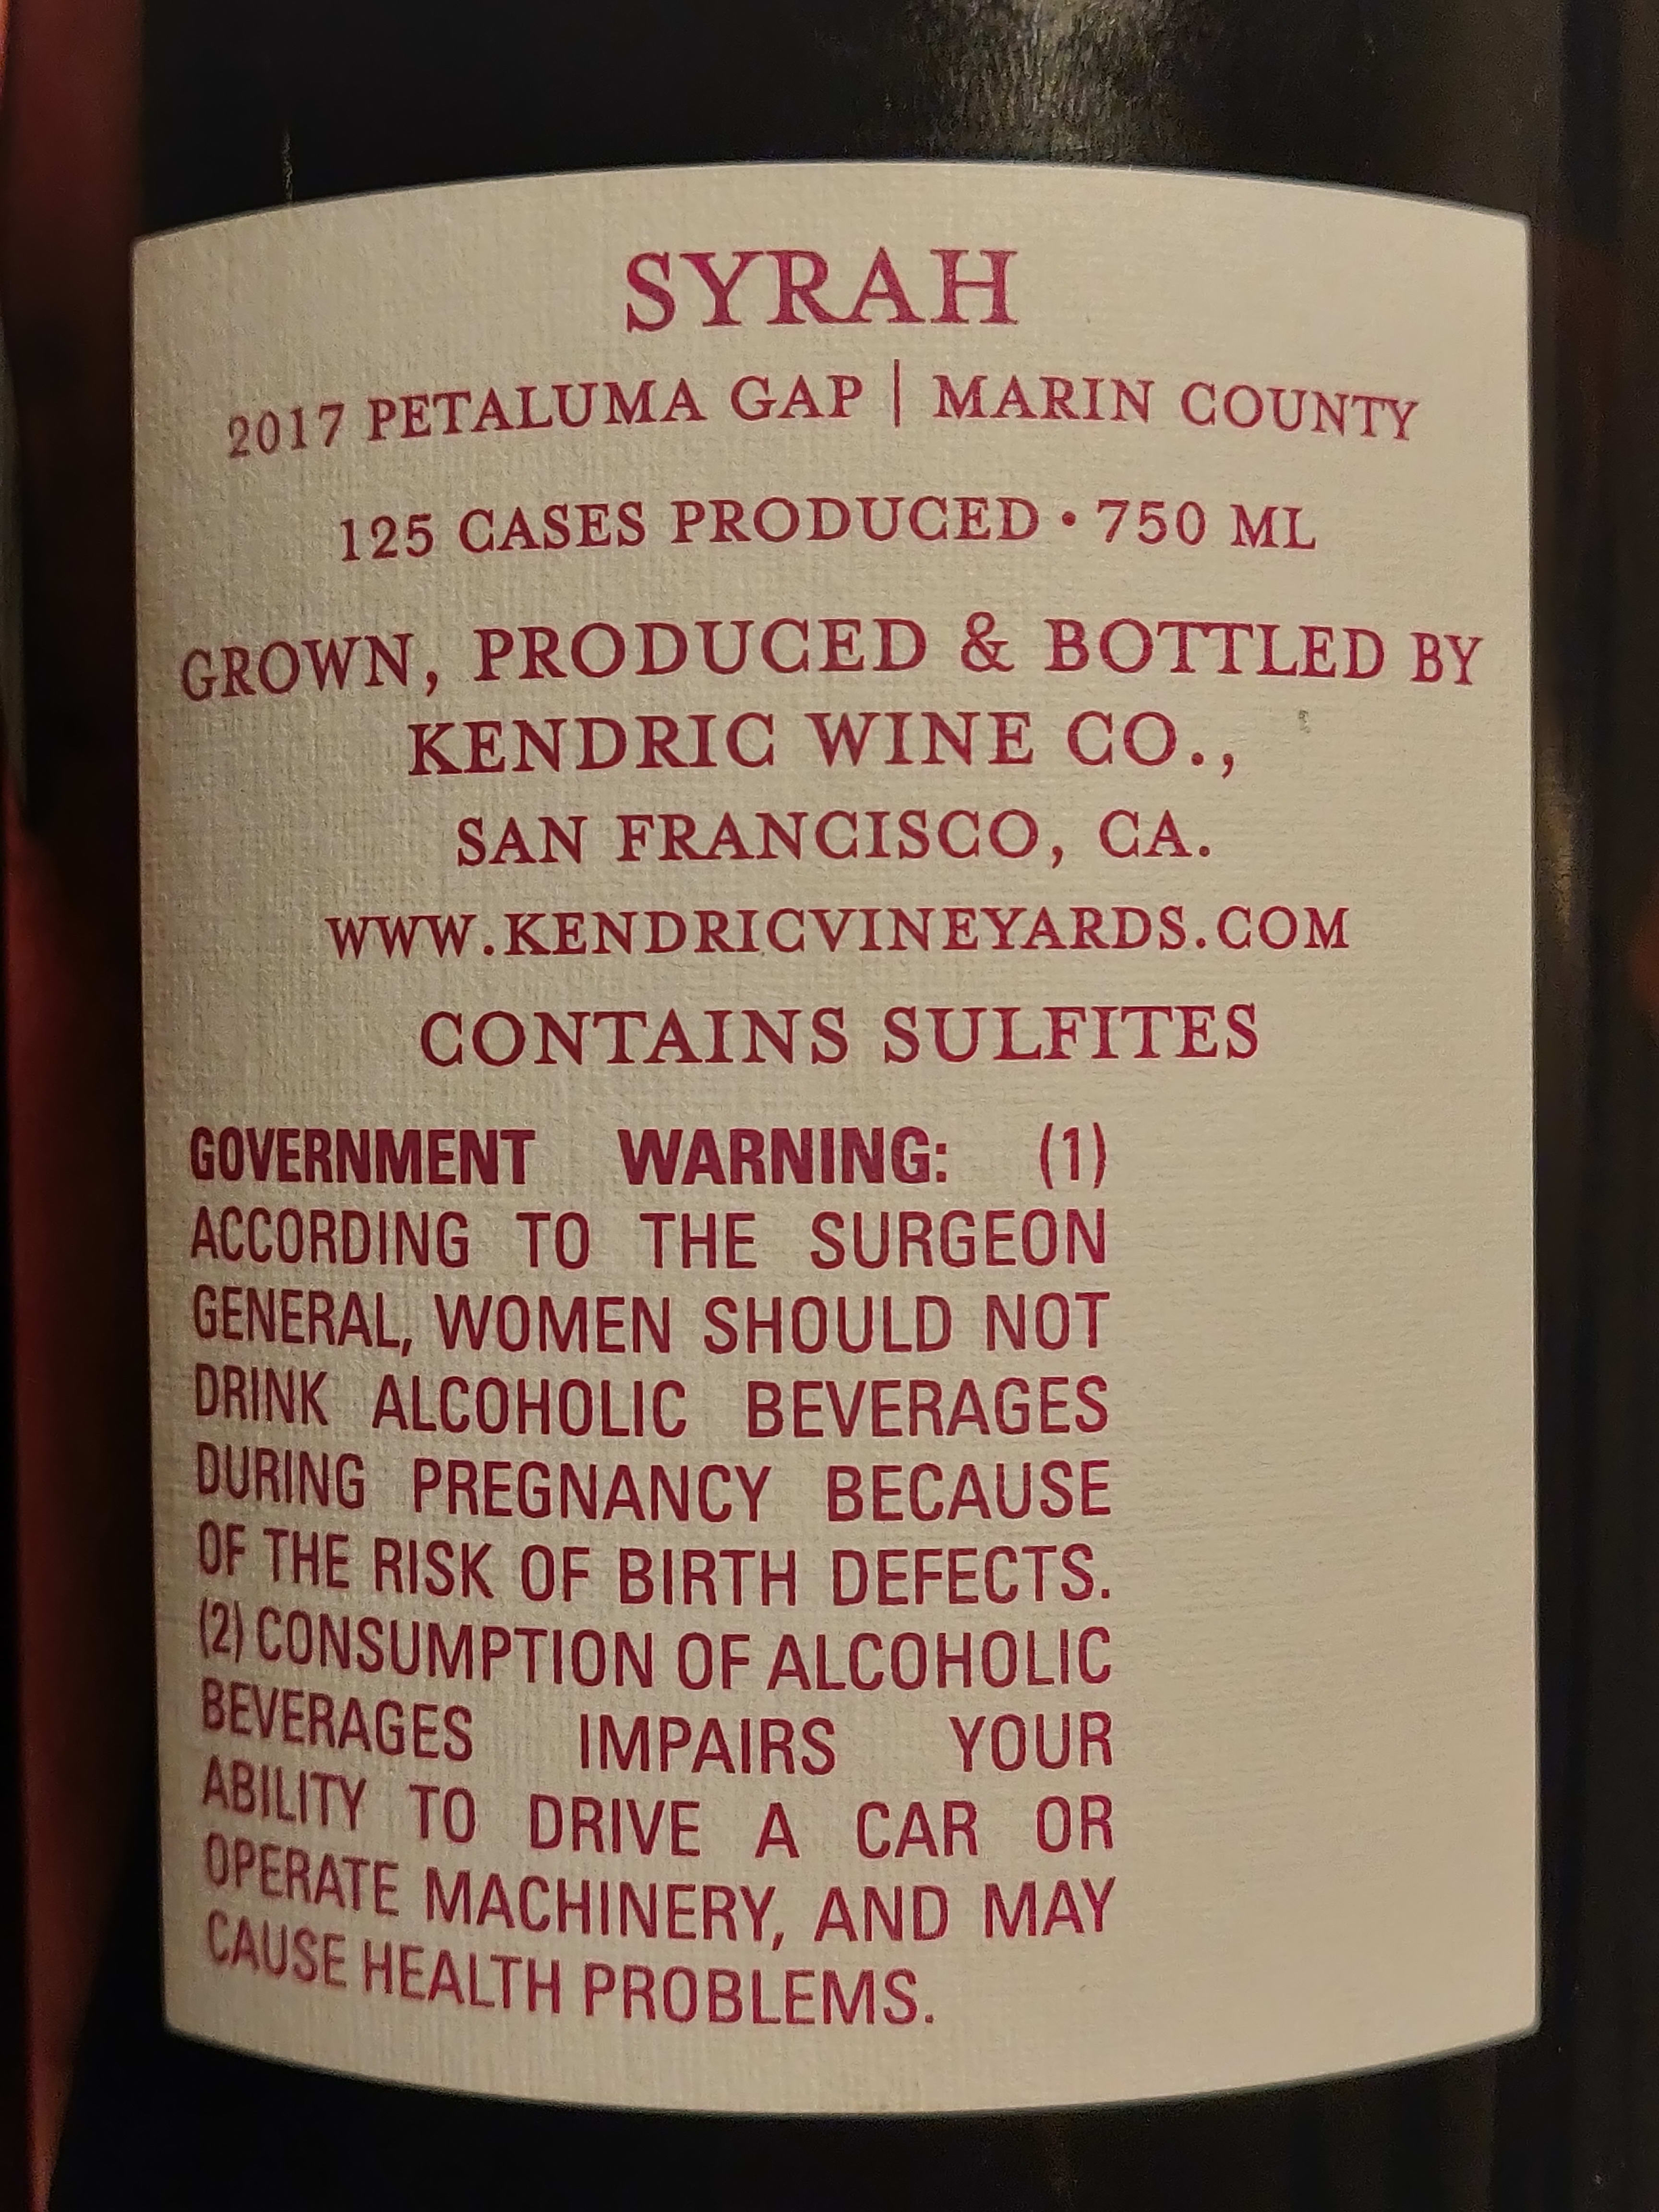 SYRAH
2017 PETALUMA GAP | MARIN COUNTY
125 CASES PRODUCED • 750 ML
GROWN, PRODUCED & BOTTLED BY
KENDRIC WINE CO.,
SAN FRANCISCO, CA.
WWW.KENDRICVINEYARDS.COM
CONTAINS SULFITES
GOVERNMENT WARNING: (1)
ACCORDING TO THE SURGEON
GENERAL, WOMEN SHOULD NOT
DRINK ALCOHOLIC BEVERAGES
DURING PREGNANCY BECAUSE
OF THE RISK OF BIRTH DEFECTS.
(2) CONSUMPTION OF ALCOHOLIC
BEVERAGES IMPAIRS YOUR
ABILITY TO DRIVE A CAR OR
OPERATE MACHINERY, AND MAY
CAUSE HEALTH PROBLEMS.